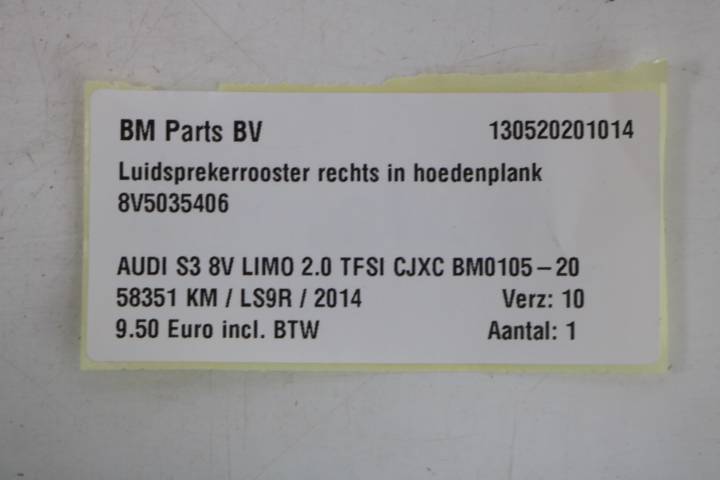 BM Parts BV 130520201014
Luidsprekerrooster rechts in hoedenplank
8V5035406
AUDI S3 8V LIMO 2.0 TFSI CJXC BM0105-20
58351 KM / LS9R / 2014 Verz: 10
9.50 Euro incl. BTW Aantal: 1